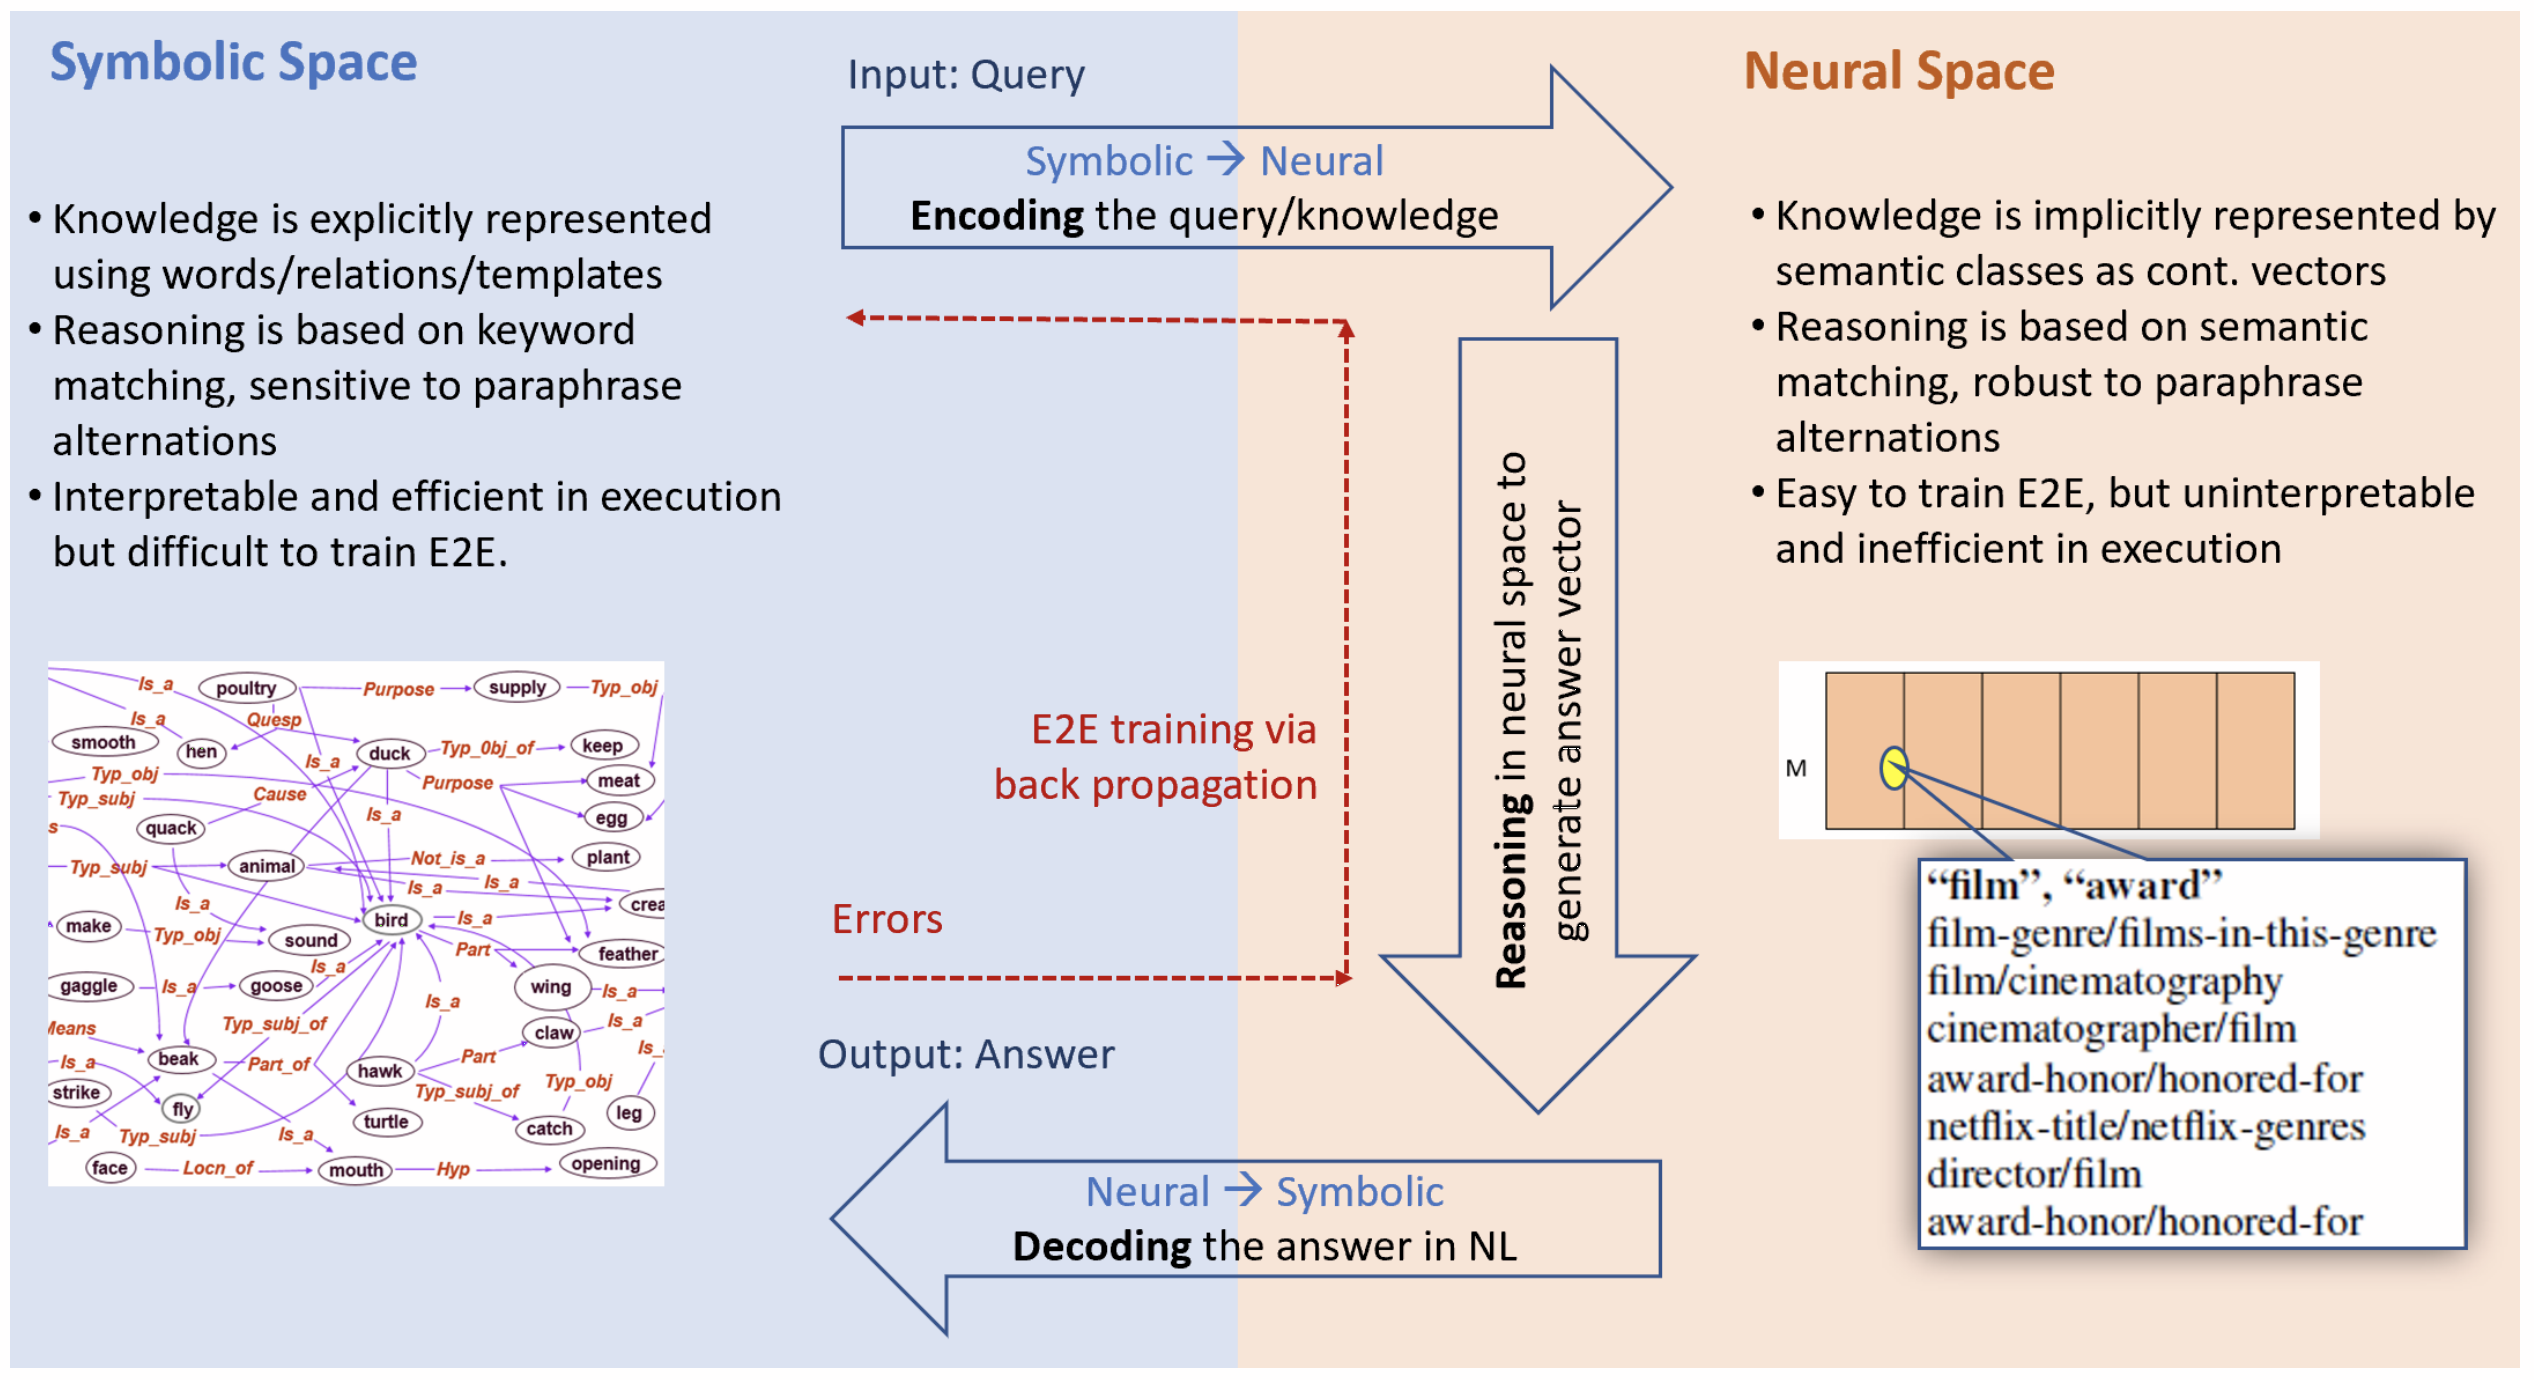 Symbolic Space
• Knowledge is explicitly represented
using words/relations/templates
• Reasoning is based on keyword
matching, sensitive to paraphrase
alternations
• Interpretable and efficient in execution
but difficult to train E2E.
Is_a
poultry
Purpose
supply
Typ_obj
Is_a
Quesp
smooth
hen
Is_a
duck
Typ_0bj_of
keep
Typ_obj
Purpose
meat
Typ_subj
Cause
Is_a
egg
s
quack
Typ_subj
animal
Not_is_a
plant
Is_a
Is_a
Is_a
crea
make
Typ_obj
sound
bird
Is_a
Part
feather
gaggle
Is_a
goose
Is_a
wing
Is_a
Is_a
Means
Typ_subj_of
claw
Is_a
Is_a
beak
Part_of
hawk
Part
Is_
strike
Typ_subj_of
Typ_obj
fly
turtle
catch
leg
Is_a
Typ_subj
Is_a
face
Locn_of
mouth
Hyp
opening
Input: Query
Symbolic → Neural
Encoding the query/knowledge
E2E training via
back propagation
Errors
Reasoning in neural space to
generate answer vector
Output: Answer
Neural → Symbolic
Decoding the answer in NL
Neural Space
• Knowledge is implicitly represented by
semantic classes as cont. vectors
• Reasoning is based on semantic
matching, robust to paraphrase
alternations
• Easy to train E2E, but uninterpretable
and inefficient in execution
M
“film”, “award”
film-genre/films-in-this-genre
film/cinematography
cinematographer/film
award-honor/honored-for
netflix-title/netflix-genres
director/film
award-honor/honored-for